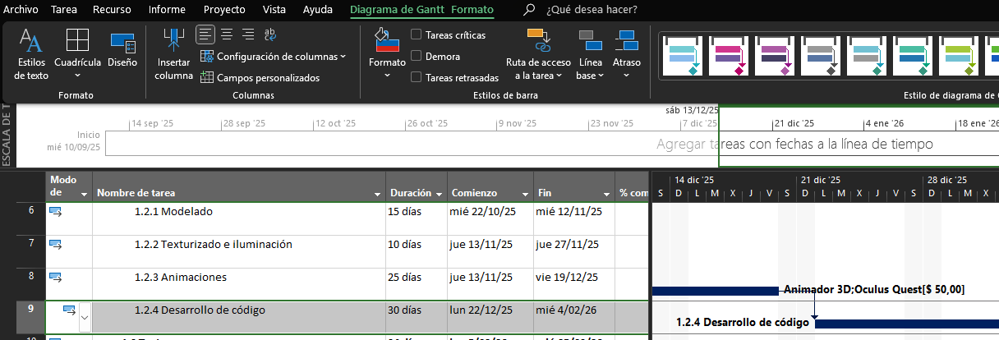 Archivo Tarea Recurso Informe Proyecto Vista Ayuda Diagrama de Gantt Formato ¿Qué desea hacer?
Estilos de texto
Cuadrícula
Diseño
Formato
Insertar columna
ab
c
Configuración de columnas
Campos personalizados
Columnas
Formato
Tareas críticas
Demora
Tareas retrasadas
Ruta de acceso a la tarea
Línea base
Atraso
Estilos de barra
Estilo de diagrama de
ESCALA DE T
sáb 13/12/25
14 sep '25 28 sep '25 12 oct '25 26 oct '25 9 nov '25 23 nov '25 7 dic '25 21 dic '25 4 ene '26 18 ene '26
Inicio
mié 10/09/25
Agregar tareas con fechas a la línea de tiempo
Modo de Nombre de tarea Duración Comienzo Fin % com
14 dic '25 21 dic '25 28 dic '25
S D L M X J V S D L M X J V S D L M X
6 1.2.1 Modelado 15 días mié 22/10/25 mié 12/11/25
7 1.2.2 Texturizado e iluminación 10 días jue 13/11/25 jue 27/11/25
8 1.2.3 Animaciones 25 días jue 13/11/25 vie 19/12/25
Animador 3D;Oculus Quest[$ 50,00]
9 1.2.4 Desarrollo de código 30 días lun 22/12/25 mié 4/02/26
1.2.4 Desarrollo de código